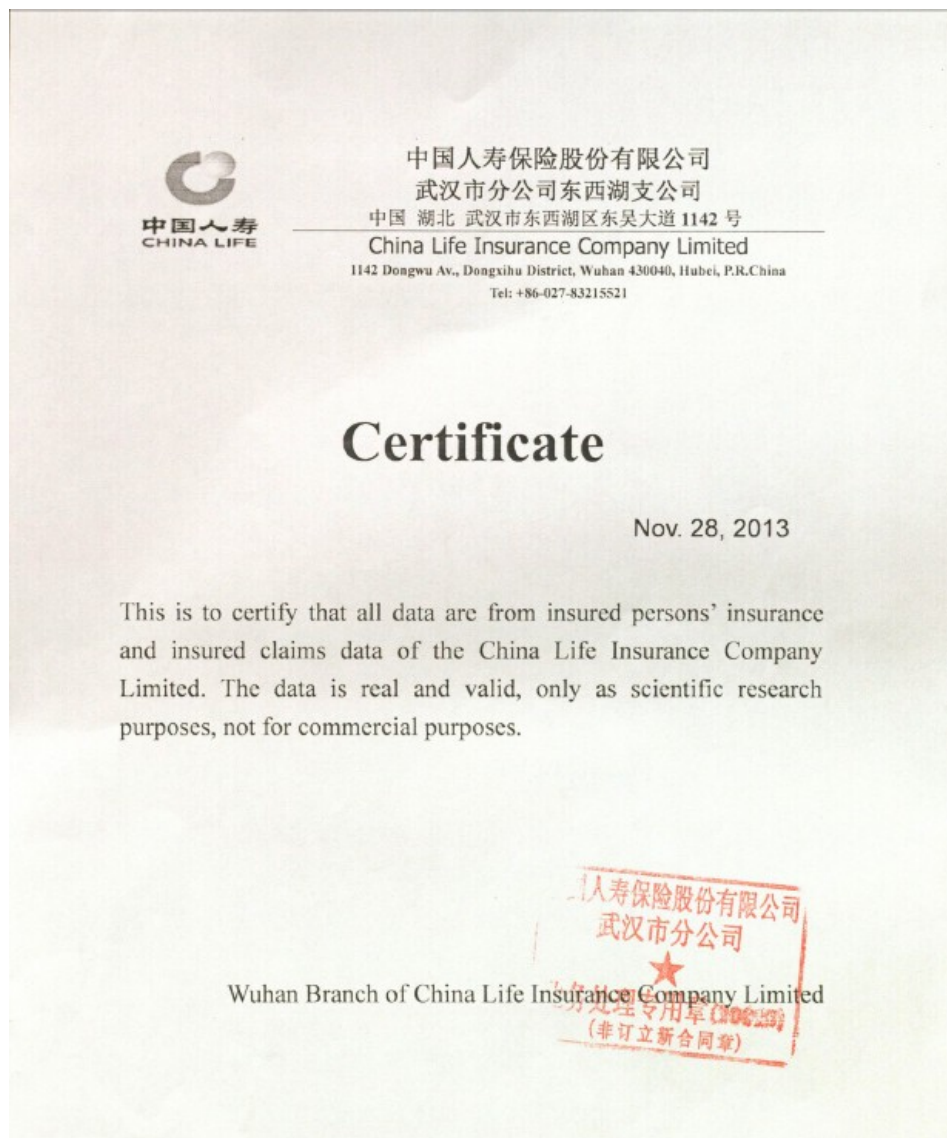 中国人寿
CHINA LIFE
中国人寿保险股份有限公司
武汉市分公司东西湖支公司
中国 湖北 武汉市东西湖区东吴大道 1142 号
China Life Insurance Company Limited
1142 Dongwu Av., Dongxihu District, Wuhan 430040, Hubei, P.R.China
Tel: +86-027-83215521
Certificate
Nov. 28, 2013
This is to certify that all data are from insured persons’ insurance
and insured claims data of the China Life Insurance Company
Limited. The data is real and valid, only as scientific research
purposes, not for commercial purposes.
人寿保险股份有限公司
武汉市分公司
Wuhan Branch of China Life Insurance Company Limited
务处理专用章
(非订立新合同章)